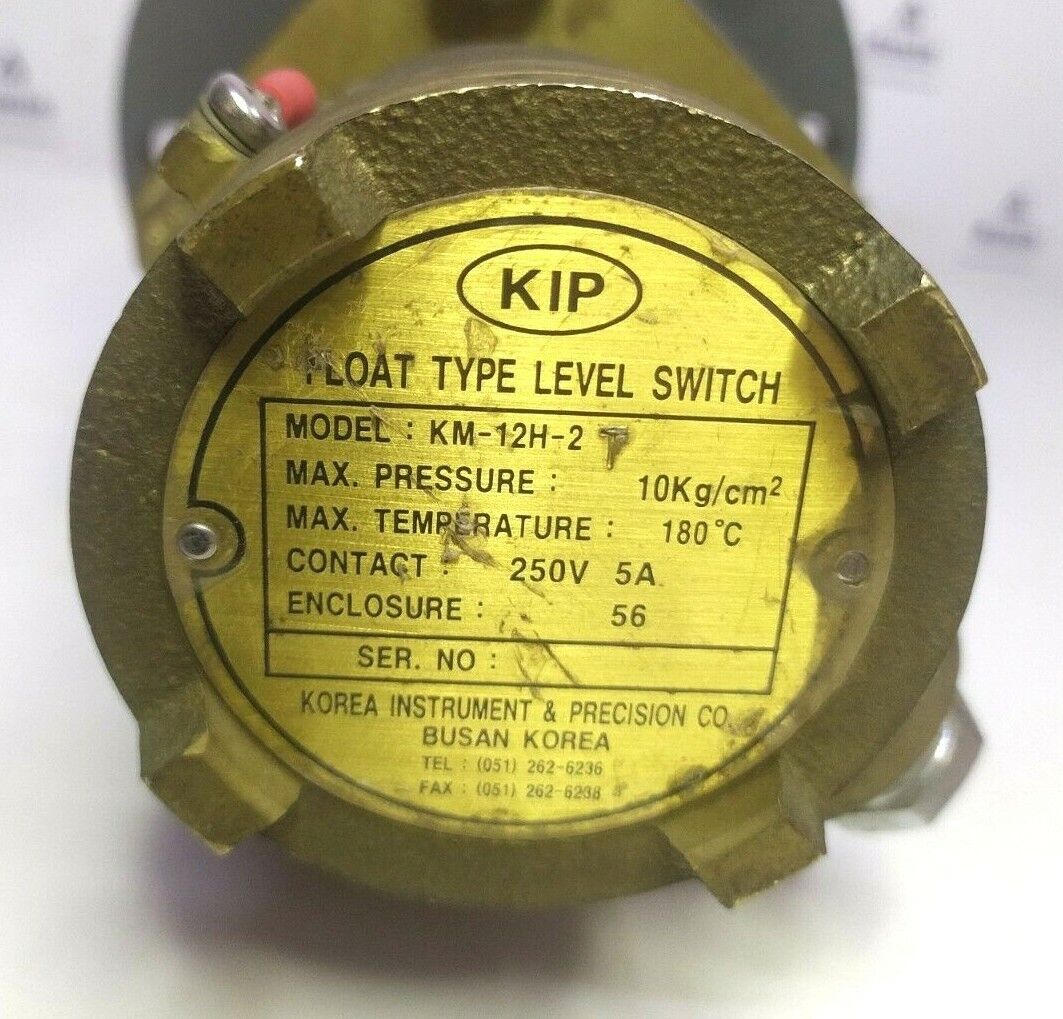 KIP
FLOAT TYPE LEVEL SWITCH
MODEL : KM-12H-2 T
MAX. PRESSURE : 10Kg/cm²
MAX. TEMPERATURE : 180°C
CONTACT : 250V 5A
ENCLOSURE : 56
SER. NO :
KOREA INSTRUMENT & PRECISION CO.
BUSAN KOREA
TEL : (051) 262-6236
FAX : (051) 262-6238